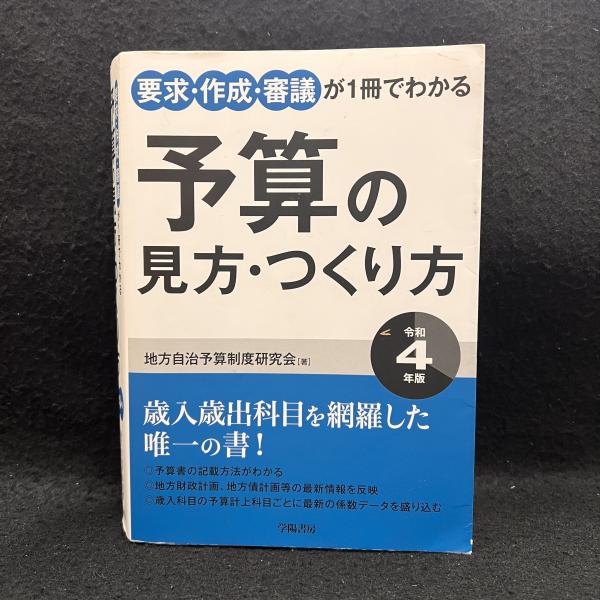 要求・作成・審議が1冊でわかる
予算の
見方・つくり方
令和
4
年版
地方自治予算制度研究会[著]
歳入歳出科目を網羅した
唯一の書!
◎予算書の記載方法がわかる
◎地方財政計画、地方債計画等の最新情報を反映
◎歳入科目の予算計上科目ごとに最新の係数データを盛り込む
学陽書房